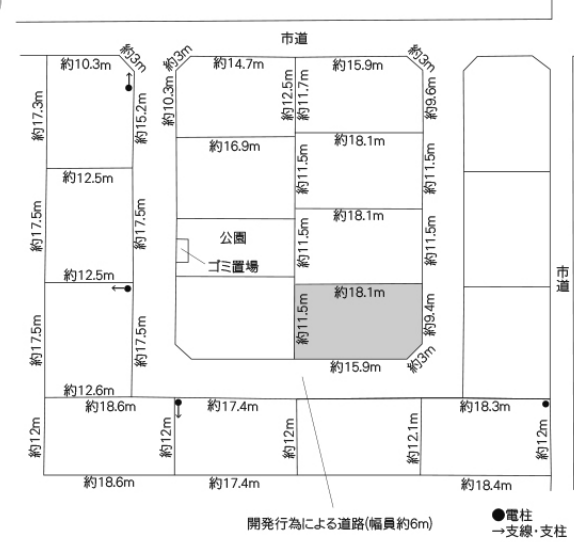 市道
約10.3m
約3m
約3m
約14.7m
約15.9m
約3m
約17.3m
約15.2m
約10.3m
約12.5m
約11.7m
約9.6m
約16.9m
約18.1m
約12.5m
約11.5m
約11.5m
約17.5m
約17.5m
約18.1m
公園
ゴミ置場
約11.5m
約11.5m
市道
約12.5m
約18.1m
約17.5m
約17.5m
約11.5m
約9.4m
約15.9m
約3m
約12.6m
約18.6m
約17.4m
約18.3m
約12m
約12m
約12m
約12.1m
約12m
約18.6m
約17.4m
約18.4m
開発行為による道路(幅員約6m)
●電柱
→支線・支柱